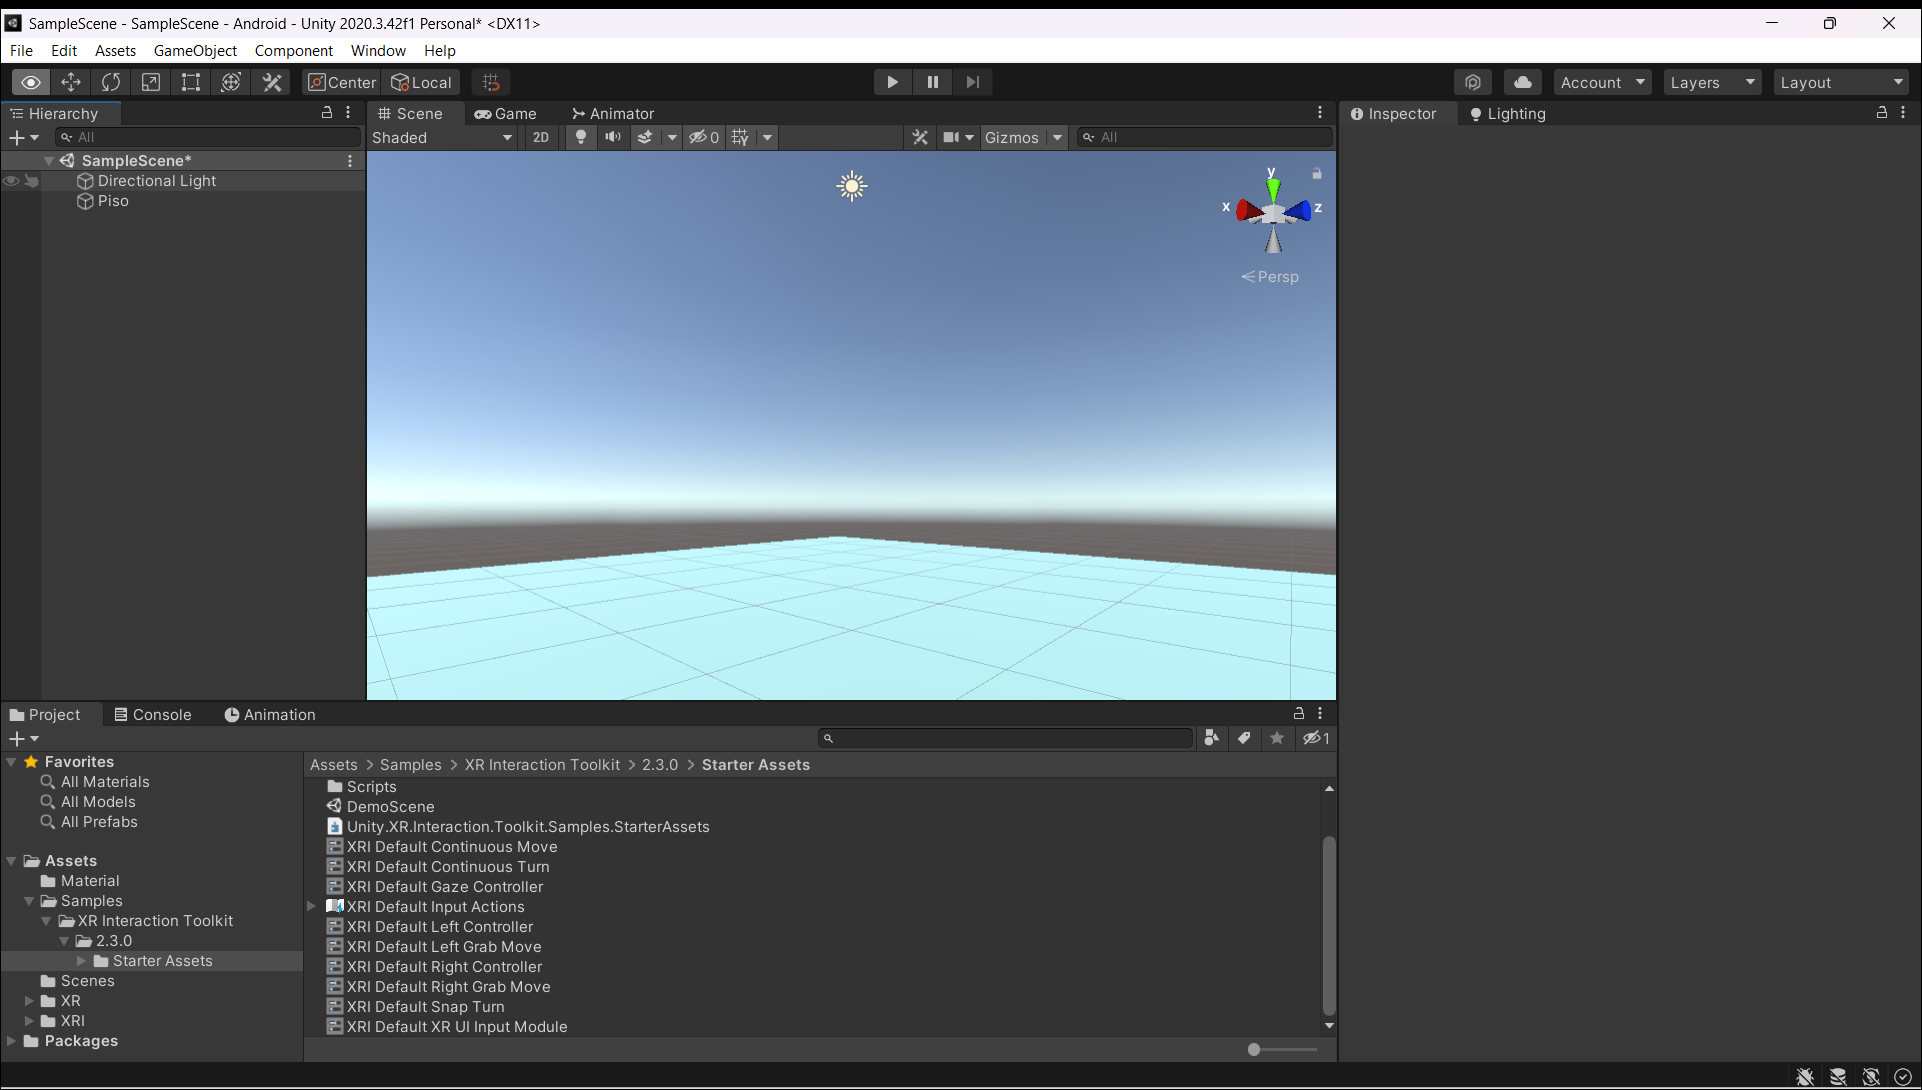 SampleScene - SampleScene - Android - Unity 2020.3.42f1 Personal* <DX11>
File Edit Assets GameObject Component Window Help
Center Local Account Layers Layout
Hierarchy
All
SampleScene*
Directional Light
Piso
Scene Game Animator
Shaded 2D 0 Gizmos All
y
x z
Persp
Inspector Lighting
Project Console Animation
1
Favorites
All Materials
All Models
All Prefabs
Assets
Material
Samples
XR Interaction Toolkit
2.3.0
Starter Assets
Scenes
XR
XRI
Packages
Assets > Samples > XR Interaction Toolkit > 2.3.0 > Starter Assets
Scripts
DemoScene
Unity.XR.Interaction.Toolkit.Samples.StarterAssets
XRI Default Continuous Move
XRI Default Continuous Turn
XRI Default Gaze Controller
XRI Default Input Actions
XRI Default Left Controller
XRI Default Left Grab Move
XRI Default Right Controller
XRI Default Right Grab Move
XRI Default Snap Turn
XRI Default XR UI Input Module